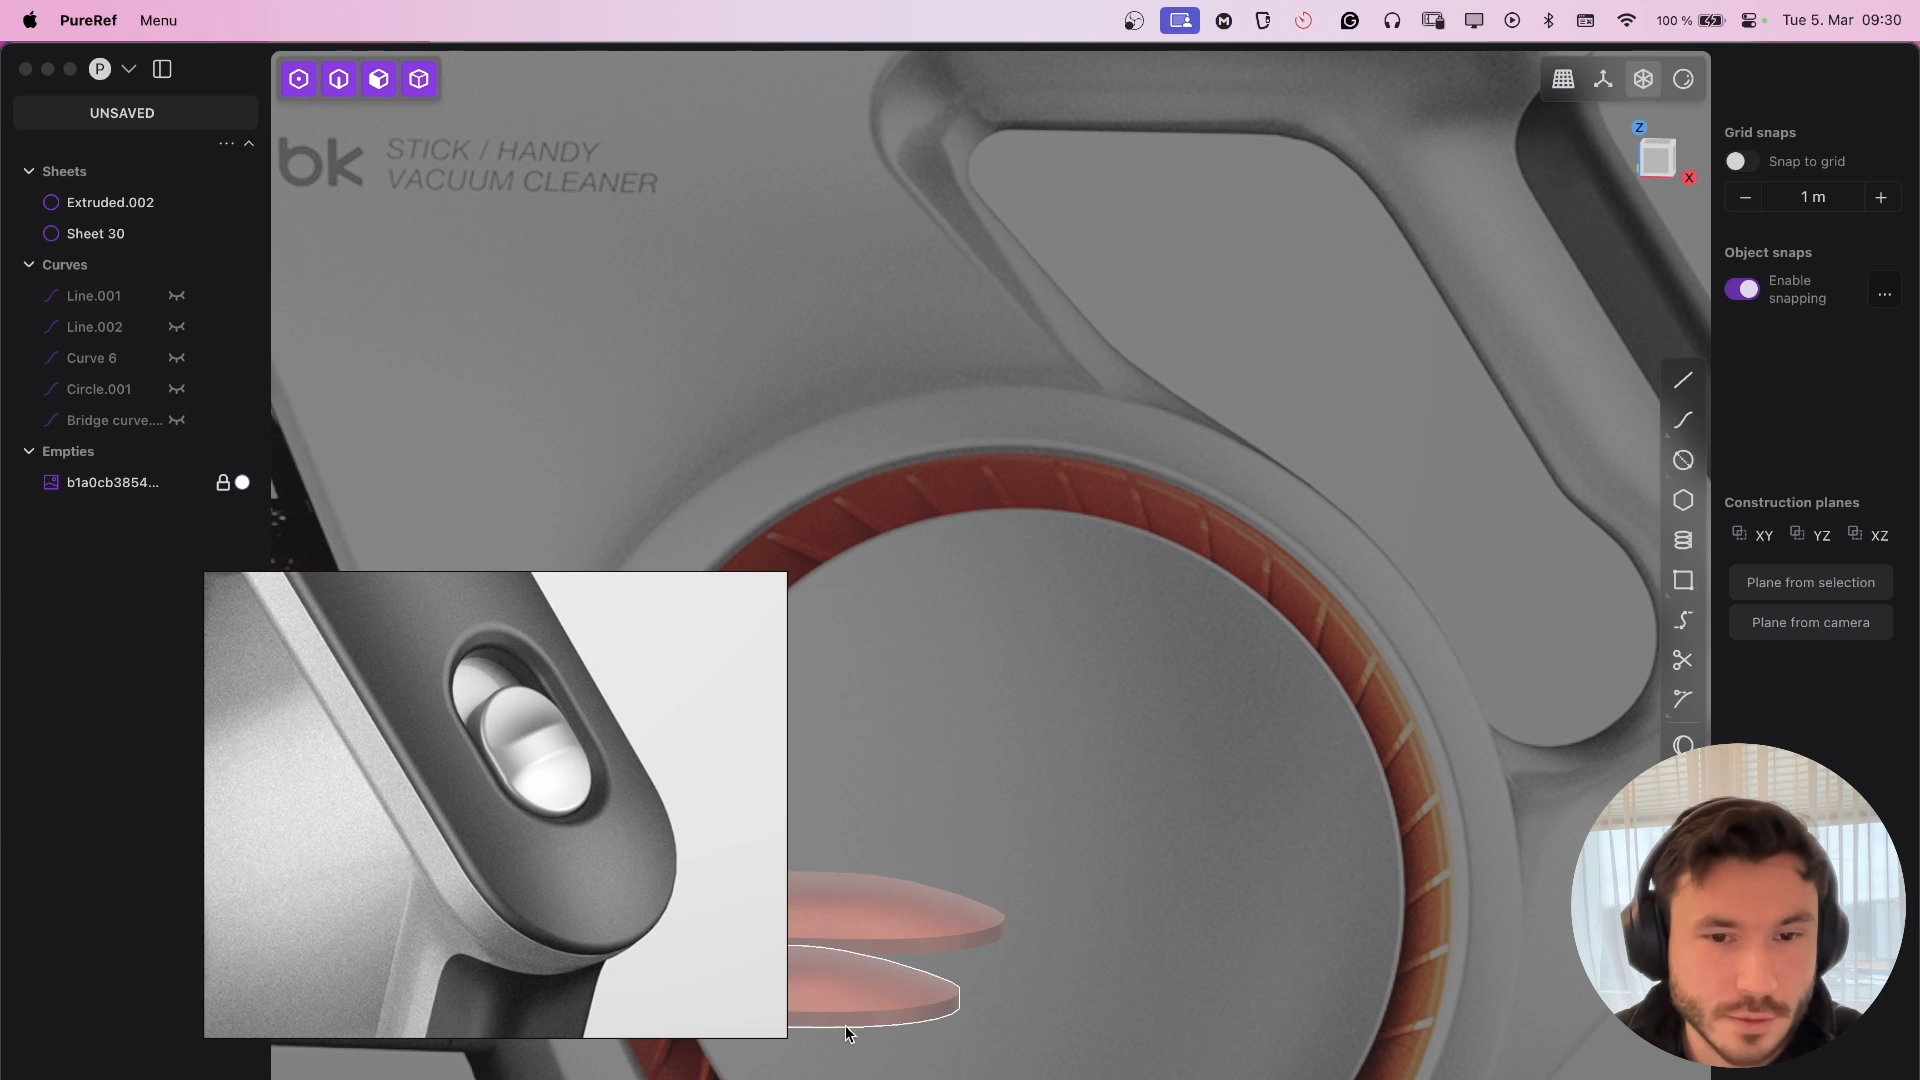 PureRef Menu
100 % Tue 5. Mar 09:30
P
UNSAVED
Sheets
Extruded.002
Sheet 30
Curves
Line.001
Line.002
Curve 6
Circle.001
Bridge curve....
Empties
b1a0cb3854...
bk
STICK / HANDY
VACUUM CLEANER
Z
X
Grid snaps
Snap to grid
− 1 m +
Object snaps
Enable
snapping
...
Construction planes
XY YZ XZ
Plane from selection
Plane from camera